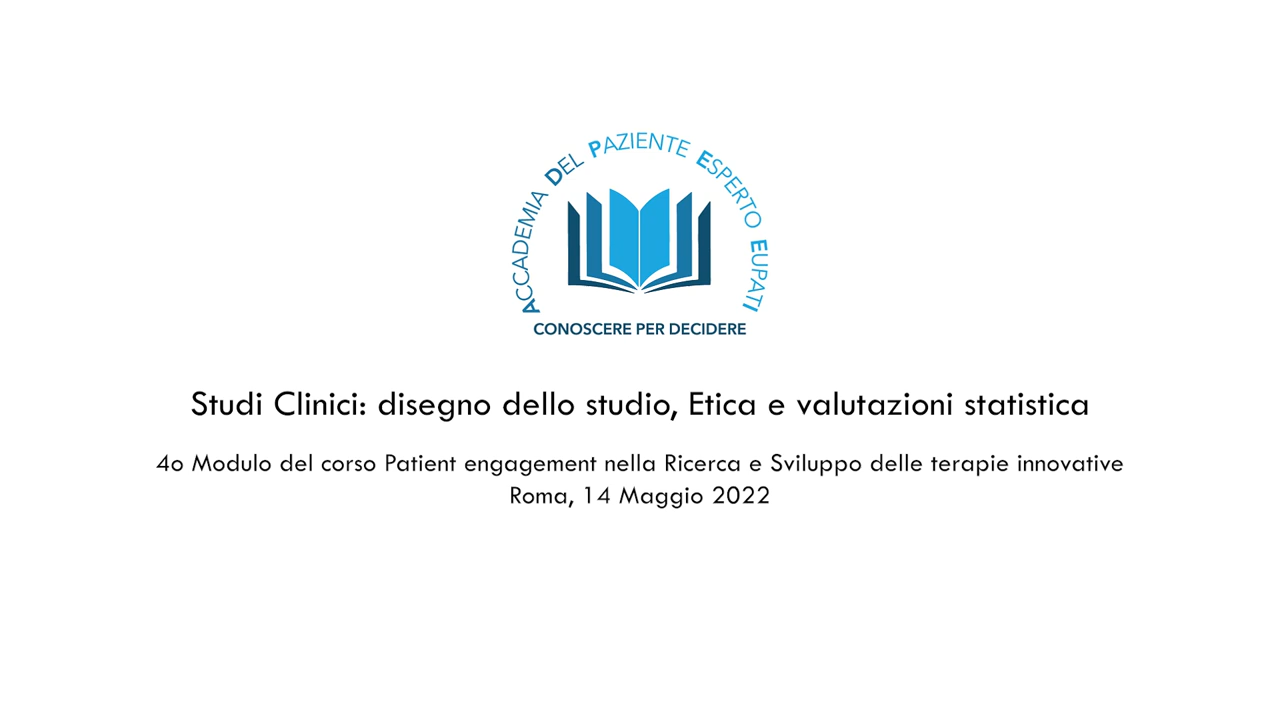 ACCADEMIA DEL PAZIENTE ESPERTO EUPATI
CONOSCERE PER DECIDERE
Studi Clinici: disegno dello studio, Etica e valutazioni statistica
4o Modulo del corso Patient engagement nella Ricerca e Sviluppo delle terapie innovative
Roma, 14 Maggio 2022